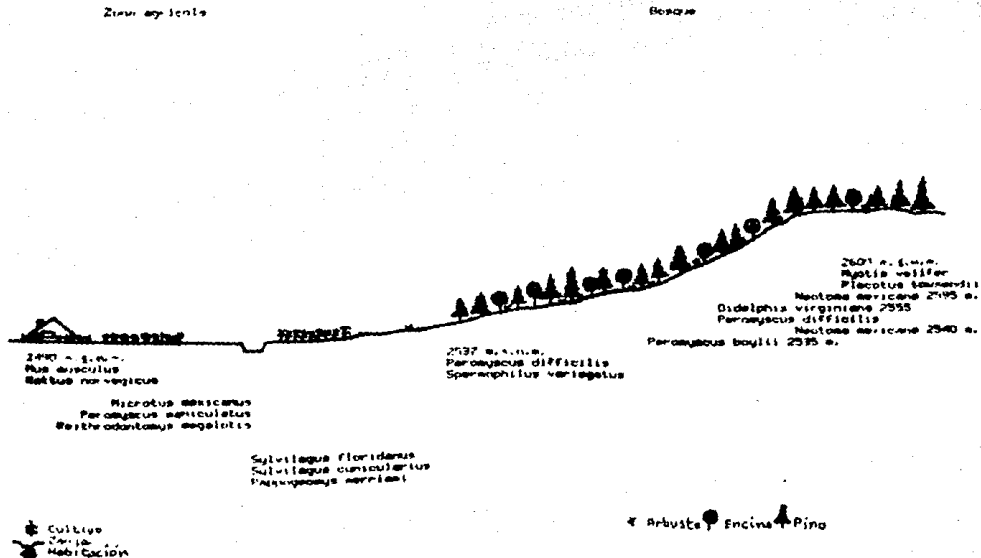 Zona agricola
Bosque
2600 m.s.n.m.
Myotis velifer
Plecotus townsendii
Neotoma mexicana 2595 m.
Didelphis virginiana 2555
Peromyscus difficilis
Neotoma mexicana 2540 m.
Peromyscus boylii 2535 m.
2490 m.s.n.m.
Mus musculus
Rattus norvegicus
2537 m.s.n.m.
Peromyscus difficilis
Spermophilus variegatus
Microtus mexicanus
Peromyscus maniculatus
Reithrodontomys megalotis
Sylvilagus floridanus
Sylvilagus cunicularius
Pappogeomys merriami
Cultivo
Zanja
Habitación
Arbusto Encino Pino